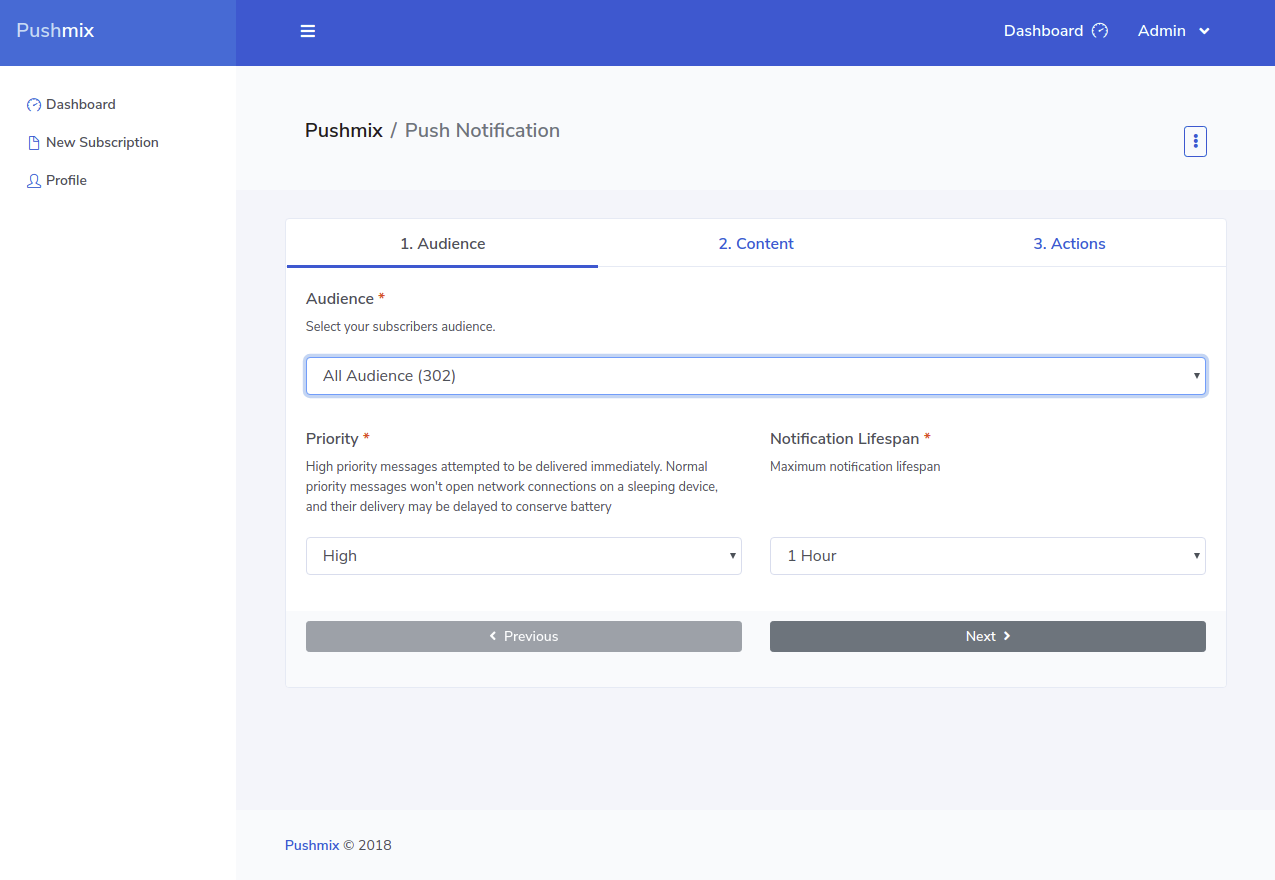 Pushmix
Dashboard
Admin
Dashboard
New Subscription
Profile
Pushmix / Push Notification
1. Audience
2. Content
3. Actions
Audience *
Select your subscribers audience.
All Audience (302)
Priority *
High priority messages attempted to be delivered immediately. Normal
priority messages won't open network connections on a sleeping device,
and their delivery may be delayed to conserve battery
High
Notification Lifespan *
Maximum notification lifespan
1 Hour
Previous
Next
Pushmix © 2018